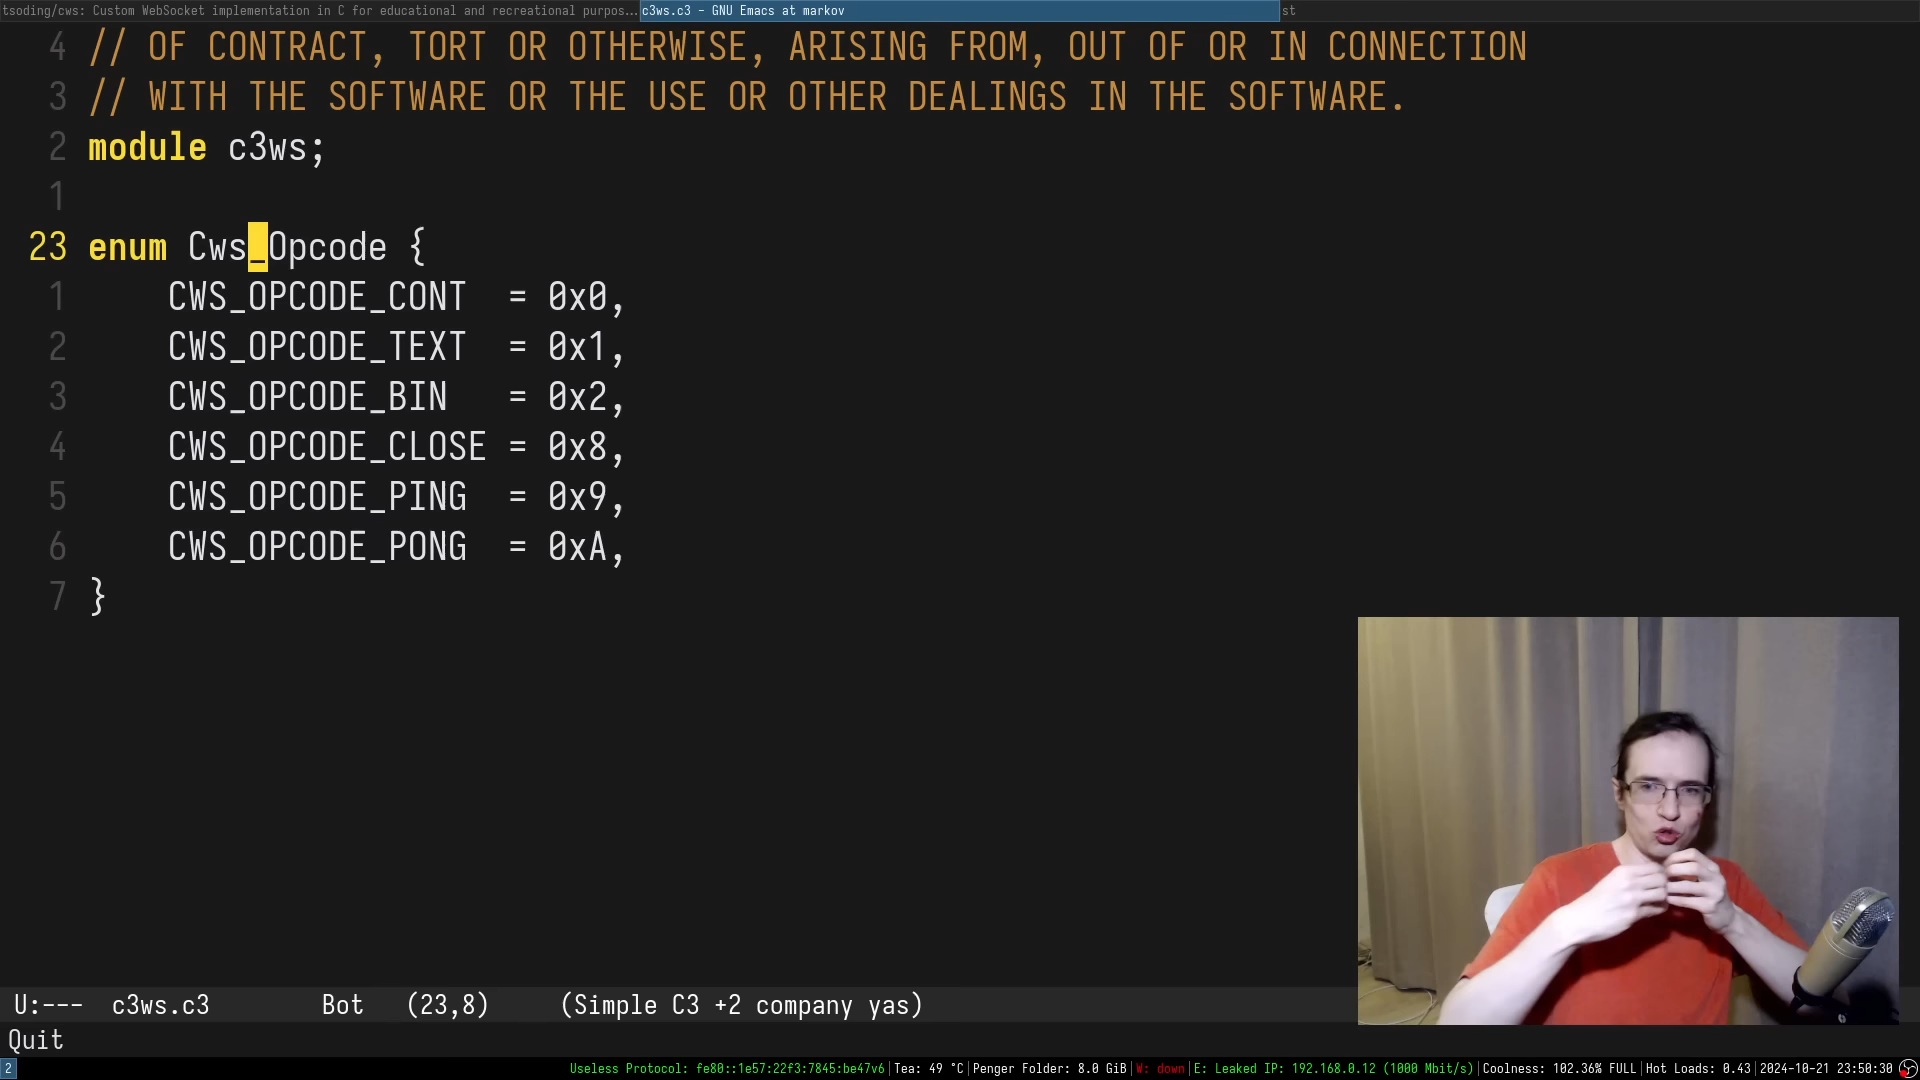 tsoding/cws: Custom WebSocket implementation in C for educational and recreational purpos...
c3ws.c3 - GNU Emacs at markov
st
4 // OF CONTRACT, TORT OR OTHERWISE, ARISING FROM, OUT OF OR IN CONNECTION
3 // WITH THE SOFTWARE OR THE USE OR OTHER DEALINGS IN THE SOFTWARE.
2 module c3ws;
1
23 enum Cws_Opcode {
1 CWS_OPCODE_CONT = 0x0,
2 CWS_OPCODE_TEXT = 0x1,
3 CWS_OPCODE_BIN = 0x2,
4 CWS_OPCODE_CLOSE = 0x8,
5 CWS_OPCODE_PING = 0x9,
6 CWS_OPCODE_PONG = 0xA,
7 }
U:--- c3ws.c3 Bot (23,8) (Simple C3 +2 company yas)
Quit
2 Useless Protocol: fe80::1e57:22f3:7845:be47v6|Tea: 49 °C|Penger Folder: 8.0 GiB|W: down|E: Leaked IP: 192.168.0.12 (1000 Mbit/s)|Coolness: 102.36% FULL|Hot Loads: 0.43|2024-10-21 23:50:30